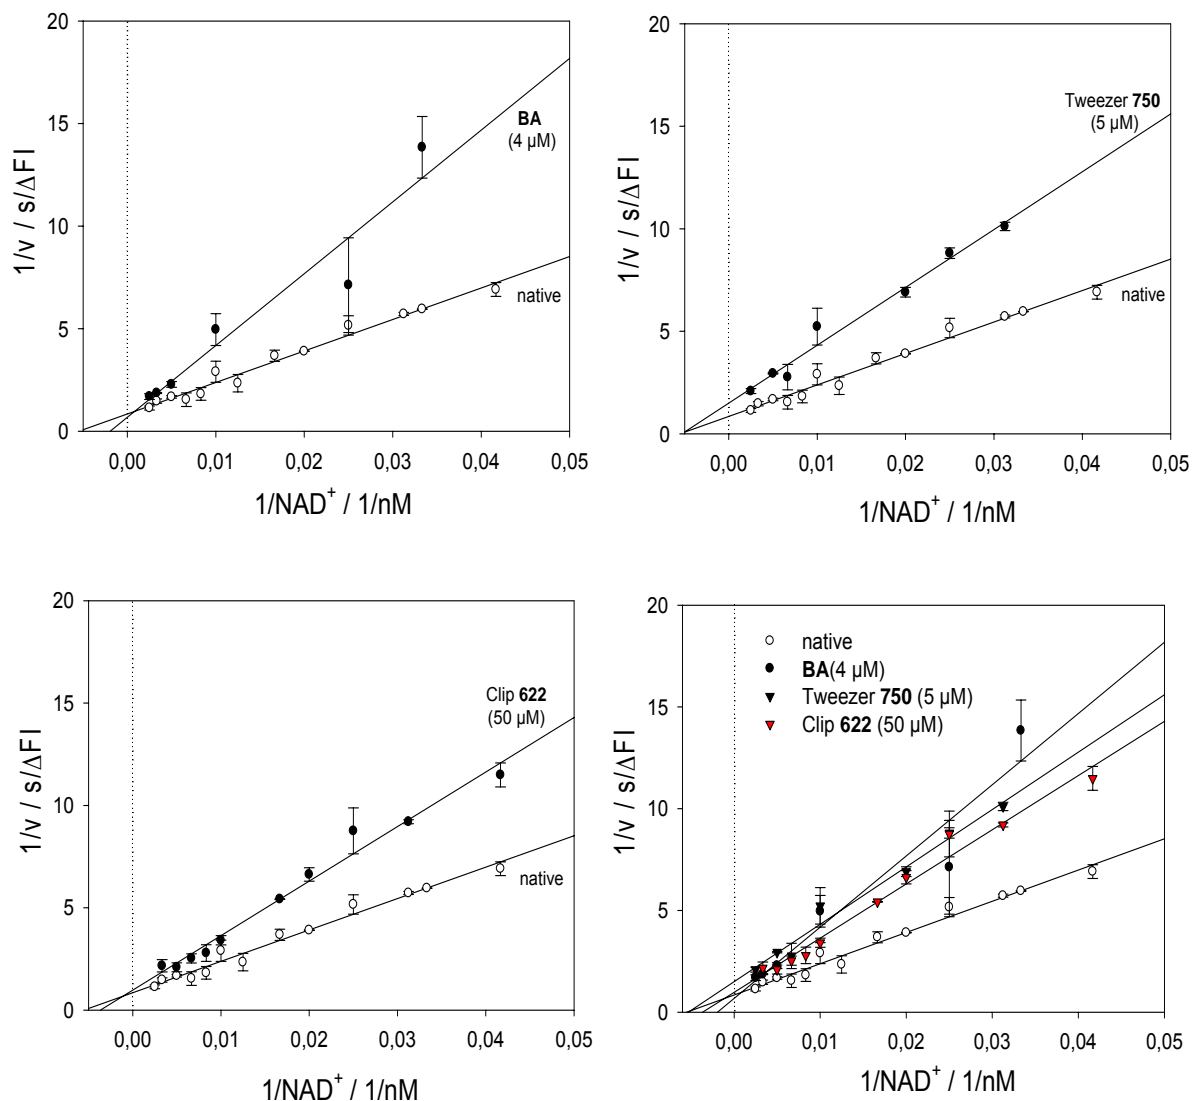 20
15
10
5
0
1/v / s/ΔFI
BA
(4 µM)
native
0,00 0,01 0,02 0,03 0,04 0,05
1/NAD+ / 1/nM
20
15
10
5
0
1/v / s/ΔFI
Tweezer 750
(5 µM)
native
0,00 0,01 0,02 0,03 0,04 0,05
1/NAD+ / 1/nM
20
15
10
5
0
1/v / s/ΔFI
Clip 622
(50 µM)
native
0,00 0,01 0,02 0,03 0,04 0,05
1/NAD+ / 1/nM
20
15
10
5
0
1/v / s/ΔFI
native
BA(4 µM)
Tweezer 750 (5 µM)
Clip 622 (50 µM)
0,00 0,01 0,02 0,03 0,04 0,05
1/NAD+ / 1/nM